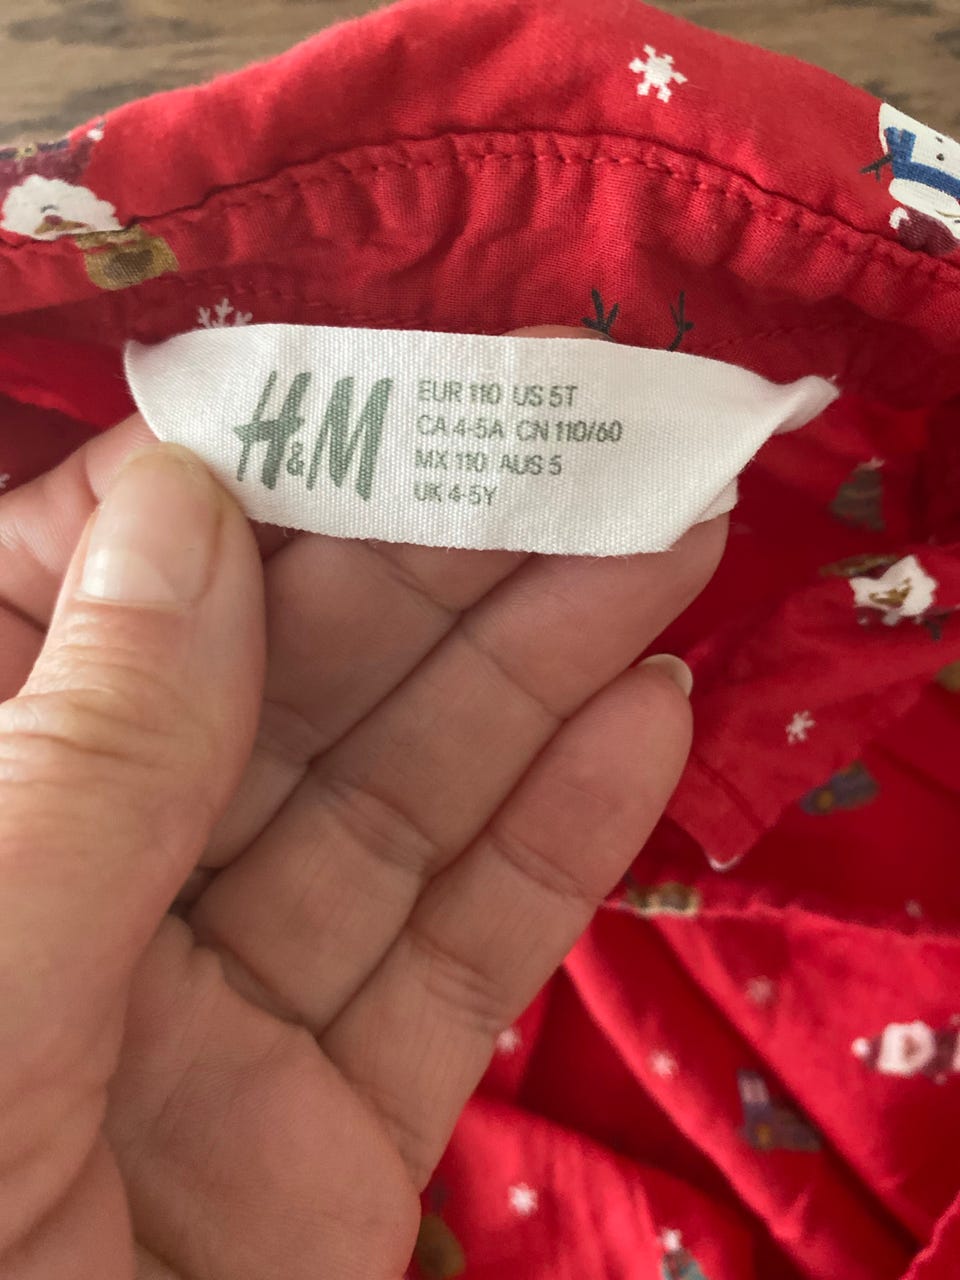 H&M
EUR 110 US 5T
CA 4-5A CN 110/60
MX 110 AUS 5
UK 4-5Y